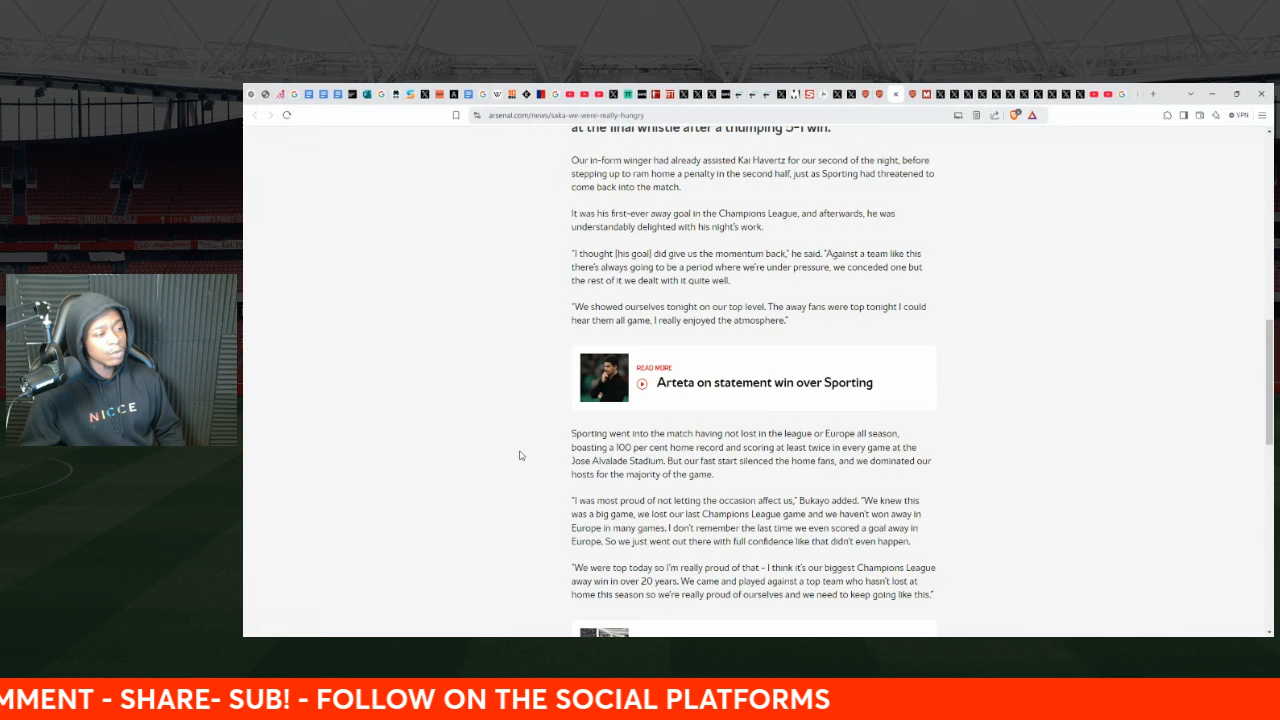 arsenal.com/news/saka-we-were-really-hungry
VPN
at the final whistle after a thumping 5-1 win.
Our in-form winger had already assisted Kai Havertz for our second of the night, before
stepping up to ram home a penalty in the second half, just as Sporting had threatened to
come back into the match.
It was his first-ever away goal in the Champions League, and afterwards, he was
understandably delighted with his night's work.
"I thought [his goal] did give us the momentum back," he said. "Against a team like this
there's always going to be a period where we're under pressure, we conceded one but
the rest of it we dealt with it quite well.
"We showed ourselves tonight on our top level. The away fans were top tonight I could
hear them all game, I really enjoyed the atmosphere."
READ MORE
Arteta on statement win over Sporting
Sporting went into the match having not lost in the league or Europe all season,
boasting a 100 per cent home record and scoring at least twice in every game at the
Jose Alvalade Stadium. But our fast start silenced the home fans, and we dominated our
hosts for the majority of the game.
"I was most proud of not letting the occasion affect us," Bukayo added. "We knew this
was a big game, we lost our last Champions League game and we haven't won away in
Europe in many games. I don't remember the last time we even scored a goal away in
Europe. So we just went out there with full confidence like that didn't even happen.
"We were top today so I'm really proud of that - I think it's our biggest Champions League
away win in over 20 years. We came and played against a top team who hasn't lost at
home this season so we're really proud of ourselves and we need to keep going like this."
Arsenal
NICCE
MMENT - SHARE- SUB! - FOLLOW ON THE SOCIAL PLATFORMS